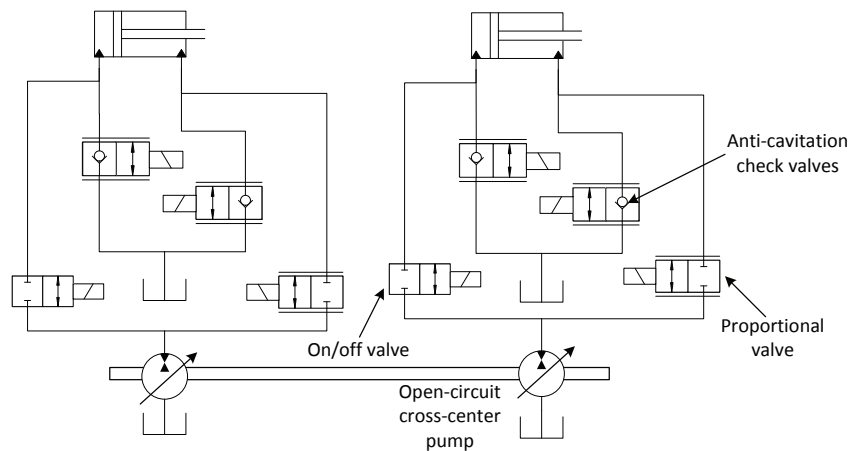 Anti-cavitation
check valves
Proportional
valve
On/off valve
Open-circuit
cross-center
pump